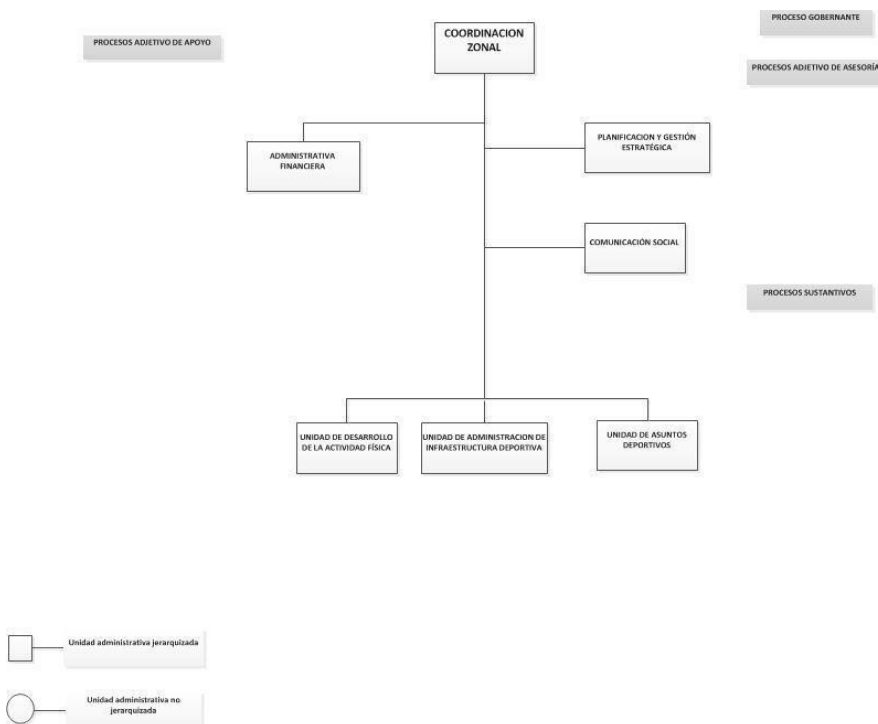 PROCESO GOBERNANTE
COORDINACION
ZONAL
PROCESOS ADJETIVO DE APOYO
PROCESOS ADJETIVO DE ASESORÍA
ADMINISTRATIVA
FINANCIERA
PLANIFICACION Y GESTIÓN
ESTRATÉGICA
COMUNICACIÓN SOCIAL
PROCESOS SUSTANTIVOS
UNIDAD DE DESARROLLO
DE LA ACTIVIDAD FÍSICA
UNIDAD DE ADMINISTRACION DE
INFRAESTRUCTURA DEPORTIVA
UNIDAD DE ASUNTOS
DEPORTIVOS
Unidad administrativa jerarquizada
Unidad administrativa no
jerarquizada